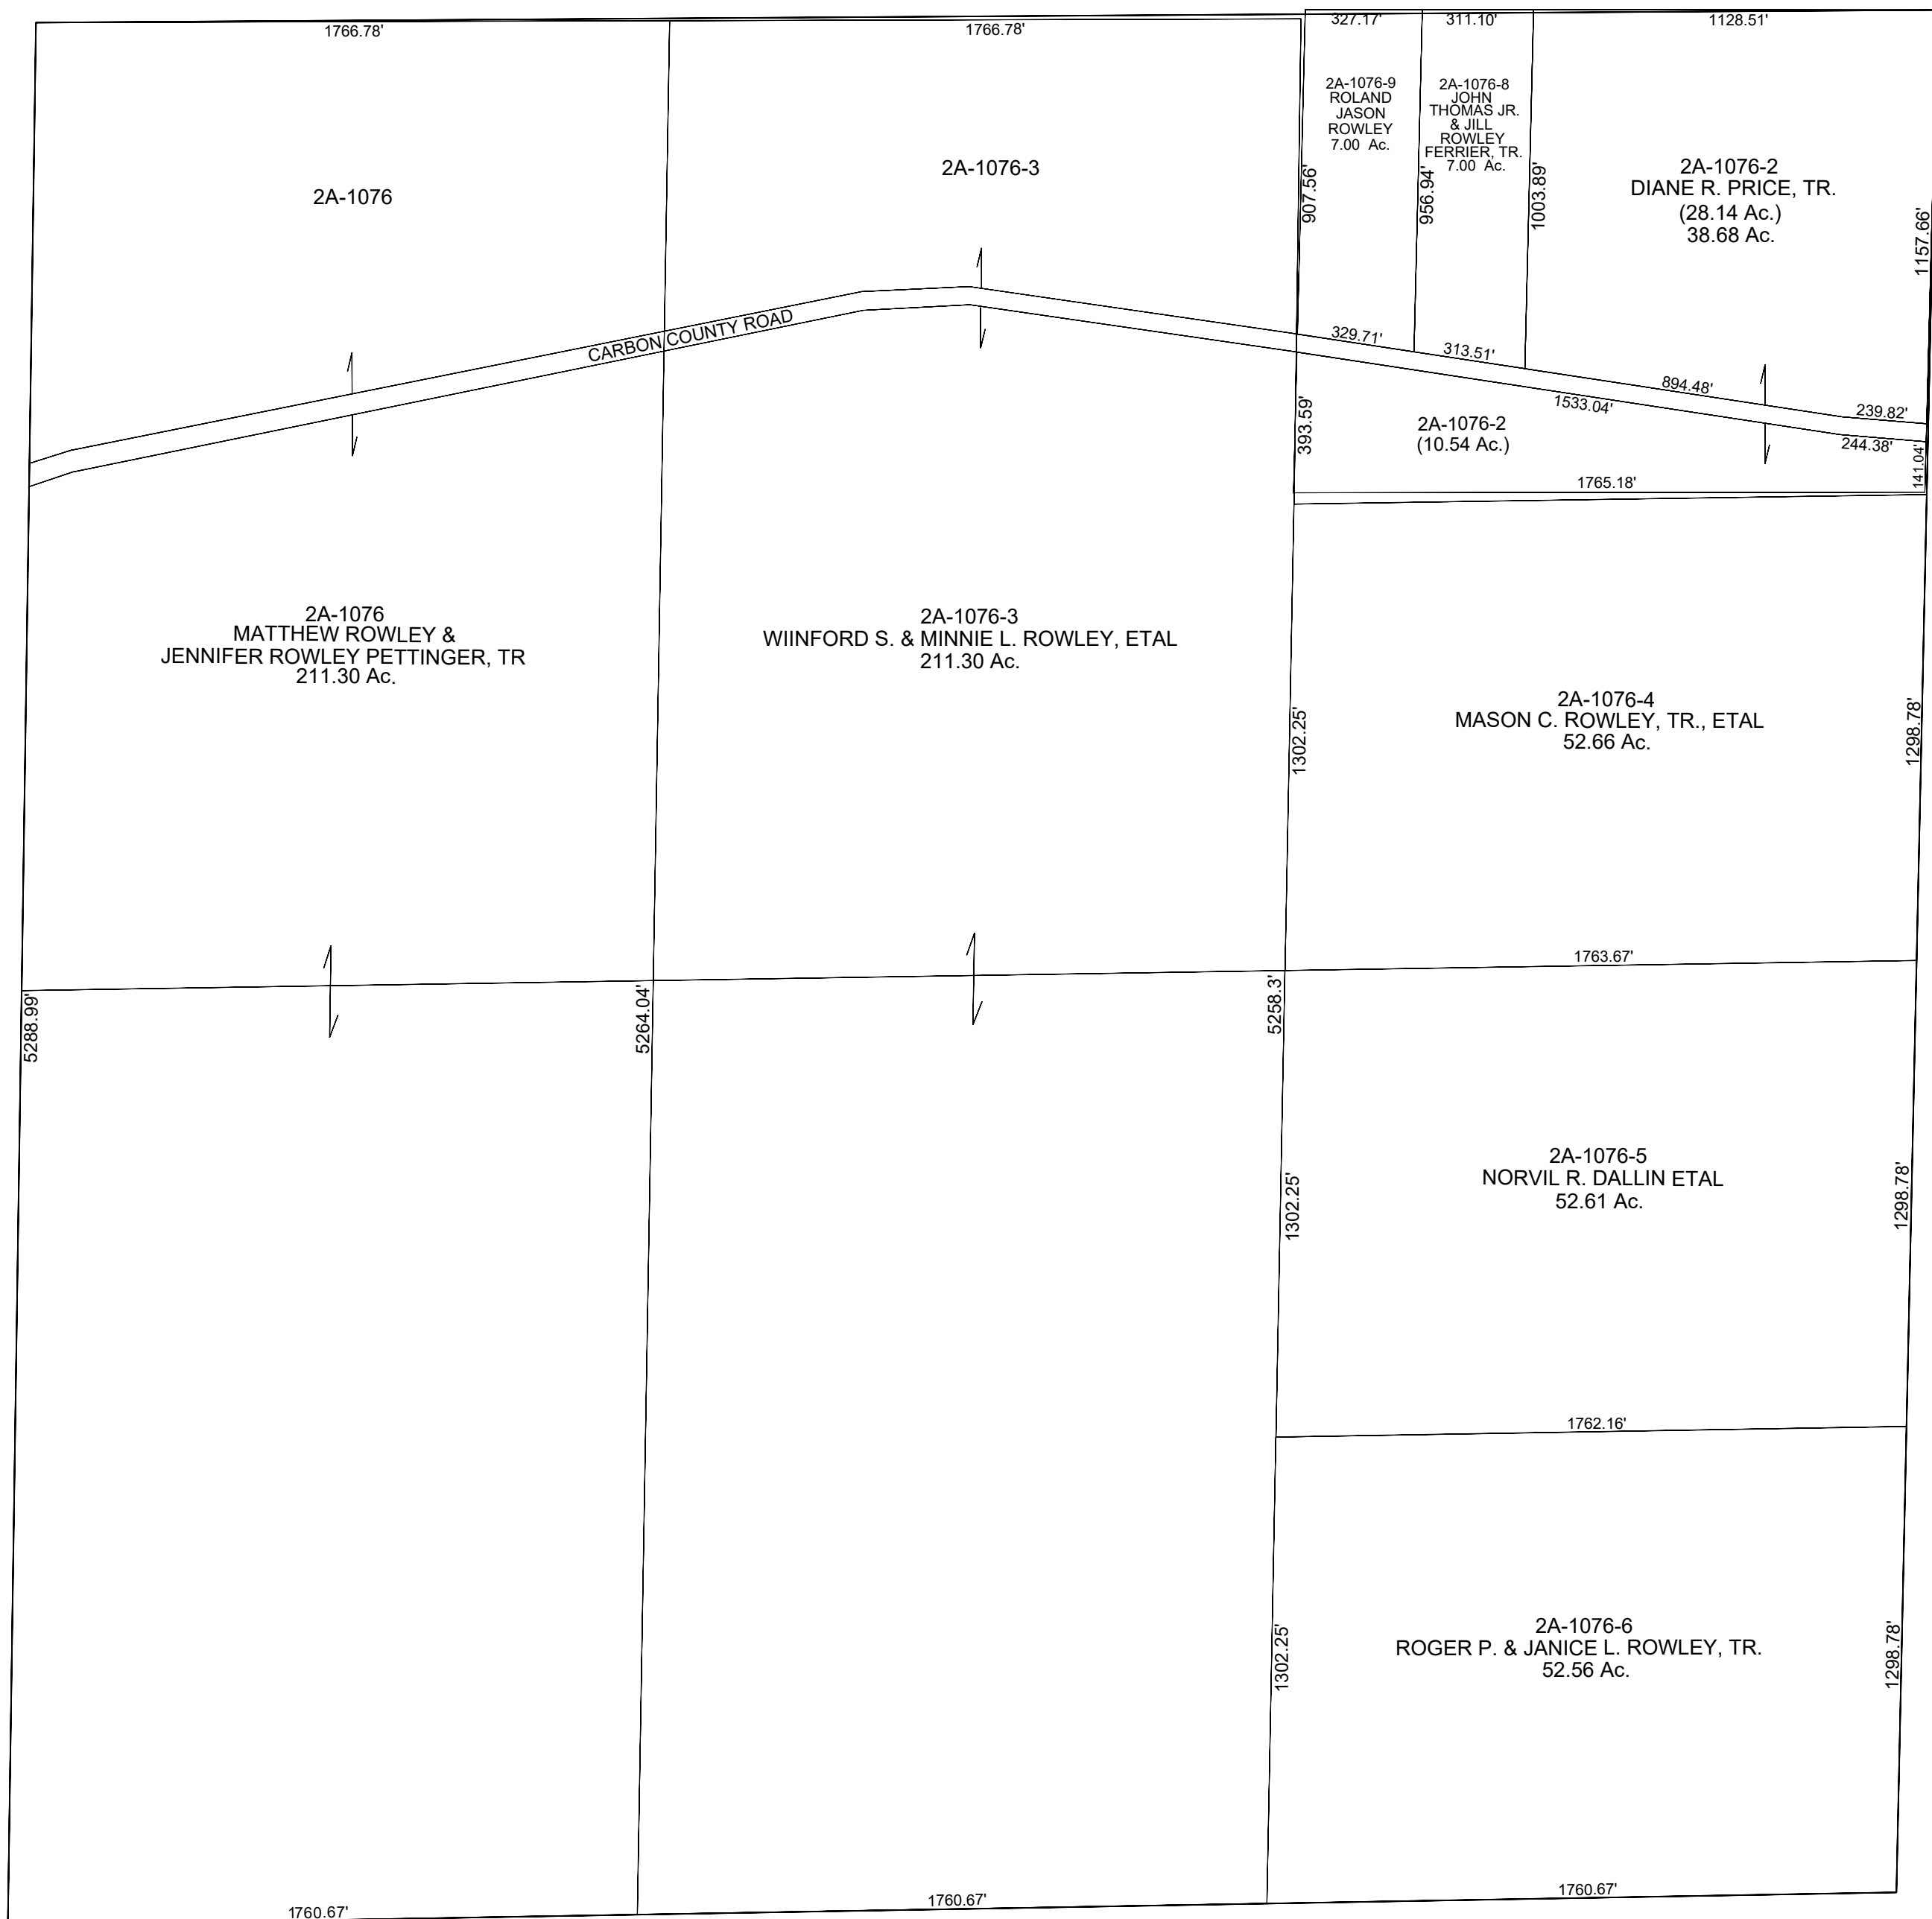 1766.78'
1766.78'
327.17'
311.10'
1128.51'
2A-1076
2A-1076-3
2A-1076-9
ROLAND
JASON
ROWLEY
7.00 Ac.
2A-1076-8
JOHN
THOMAS JR.
& JILL
ROWLEY
FERRIER, TR.
7.00 Ac.
2A-1076-2
DIANE R. PRICE, TR.
(28.14 Ac.)
38.68 Ac.
907.56'
956.94'
1003.89'
1157.66'
CARBON COUNTY ROAD
329.71'
313.51'
894.48'
239.82'
1533.04'
244.38'
393.59'
2A-1076-2
(10.54 Ac.)
141.04'
1765.18'
2A-1076
MATTHEW ROWLEY &
JENNIFER ROWLEY PETTINGER, TR
211.30 Ac.
2A-1076-3
WIINFORD S. & MINNIE L. ROWLEY, ETAL
211.30 Ac.
2A-1076-4
MASON C. ROWLEY, TR., ETAL
52.66 Ac.
1302.25'
1298.78'
1763.67'
5288.99'
5264.04'
5258.3'
2A-1076-5
NORVIL R. DALLIN ETAL
52.61 Ac.
1302.25'
1298.78'
1762.16'
2A-1076-6
ROGER P. & JANICE L. ROWLEY, TR.
52.56 Ac.
1302.25'
1298.78'
1760.67'
1760.67'
1760.67'